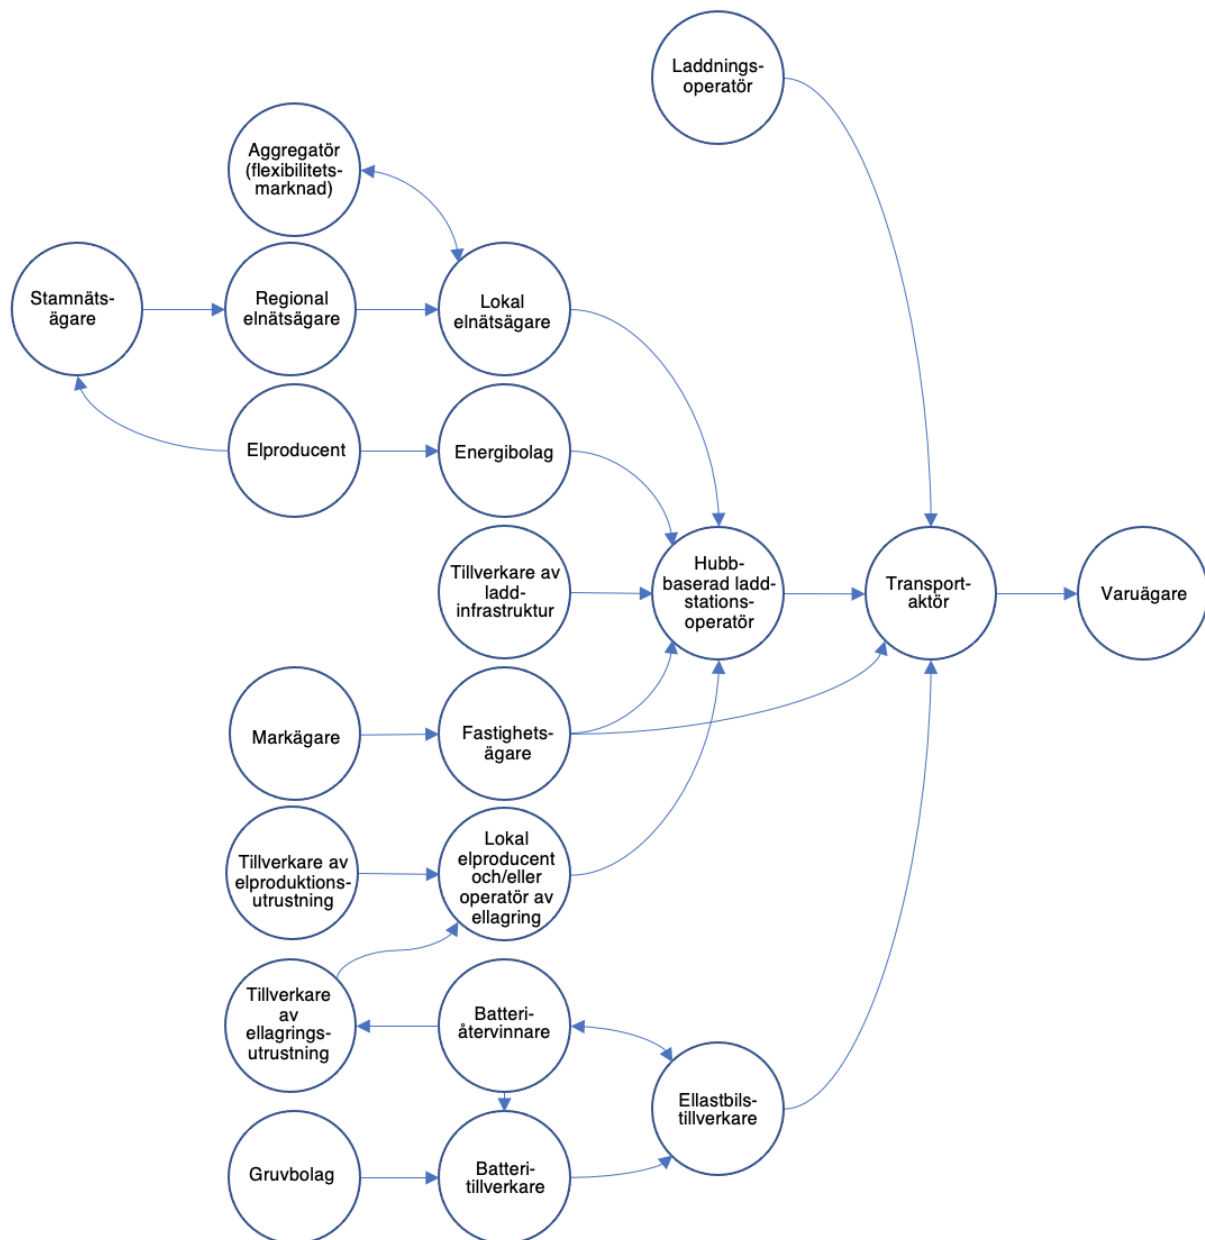 Laddnings-
operatör
Aggregatör
(flexibilitets-
marknad)
Stamnäts-
ägare
Regional
elnätsägare
Lokal
elnätsägare
Elproducent
Energibolag
Tillverkare av
ladd-
infrastruktur
Hubb-
baserad ladd-
stations-
operatör
Transport-
aktör
Varuägare
Markägare
Fastighets-
ägare
Tillverkare av
elproduktions-
utrustning
Lokal
elproducent
och/eller
operatör av
ellagring
Tillverkare
av
ellagrings-
utrustning
Batteri-
återvinnare
Ellastbils-
tillverkare
Gruvbolag
Batteri-
tillverkare